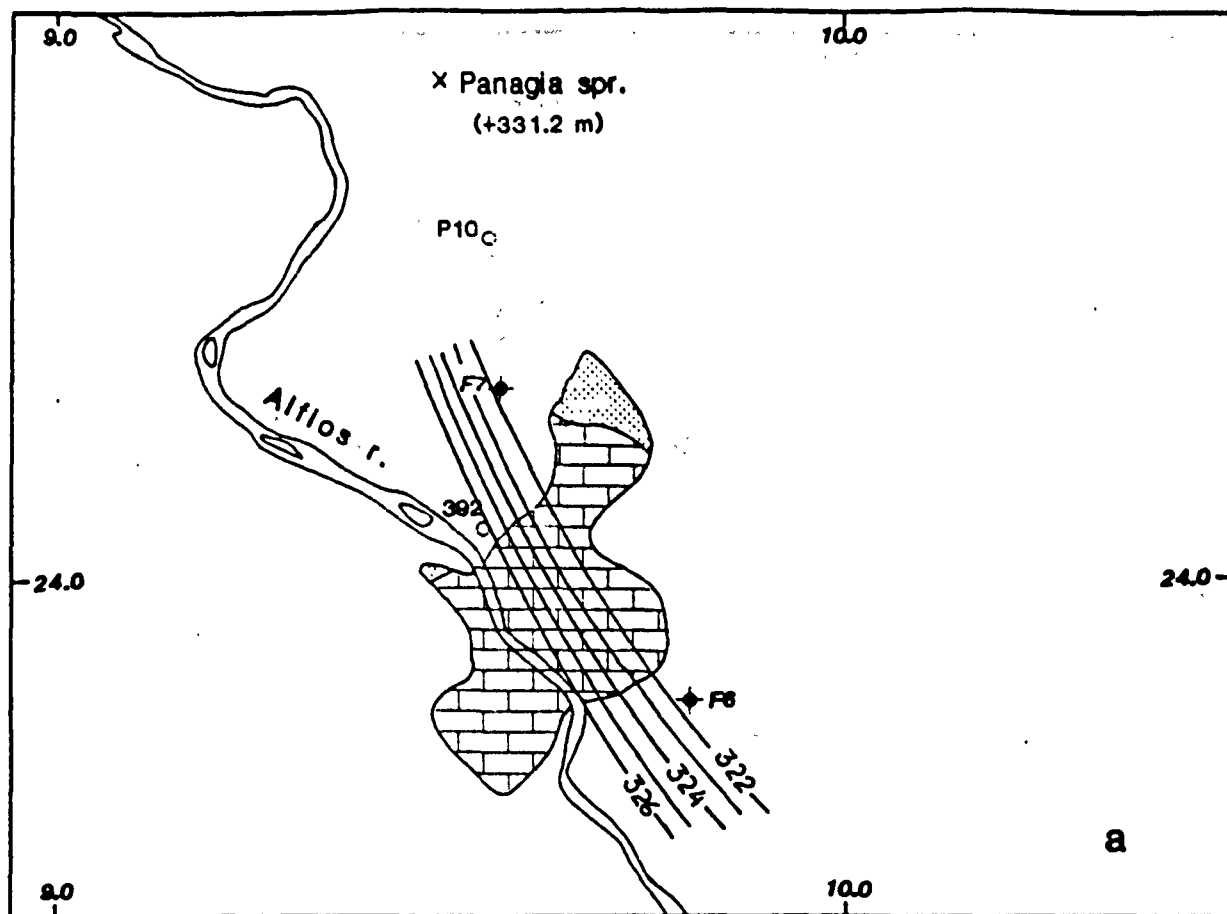 9.0
10.0
× Panagia spr.
(+331.2 m)
P10
F7
Alfios r.
392
24.0
24.0
F6
322
324
326
a
9.0
10.0